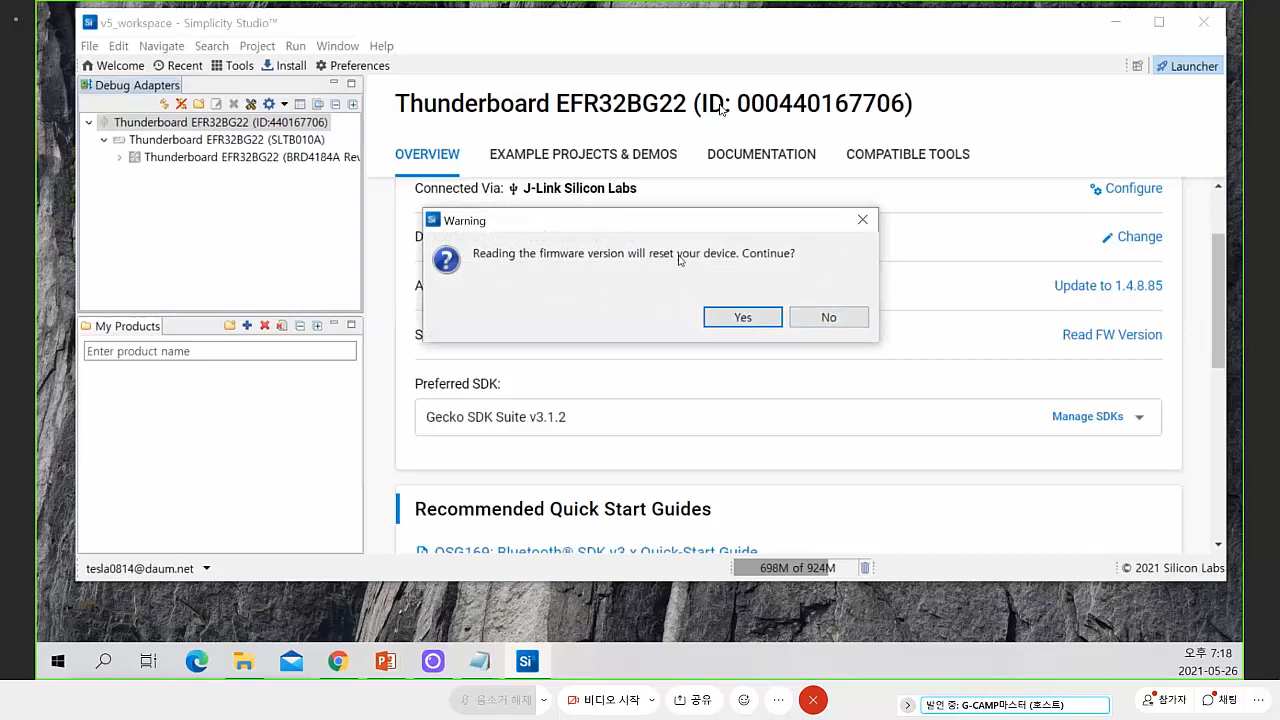 v5_workspace - Simplicity Studio™
File Edit Navigate Search Project Run Window Help
Welcome Recent Tools Install Preferences Launcher
Debug Adapters
Thunderboard EFR32BG22 (ID:440167706)
Thunderboard EFR32BG22 (SLTB010A)
Thunderboard EFR32BG22 (BRD4184A Rev
My Products
Enter product name
Thunderboard EFR32BG22 (ID: 000440167706)
OVERVIEW EXAMPLE PROJECTS & DEMOS DOCUMENTATION COMPATIBLE TOOLS
Connected Via: J-Link Silicon Labs Configure
Change
Update to 1.4.8.85
Read FW Version
Warning
Reading the firmware version will reset your device. Continue?
Yes No
Preferred SDK:
Gecko SDK Suite v3.1.2 Manage SDKs
Recommended Quick Start Guides
QSG169: Bluetooth® SDK v3.x Quick-Start Guide
tesla0814@daum.net 698M of 924M © 2021 Silicon Labs
오후 7:18
2021-05-26
음소거 해제 비디오 시작 공유 발언 중: G-CAMP마스터 (호스트) 참가자 채팅